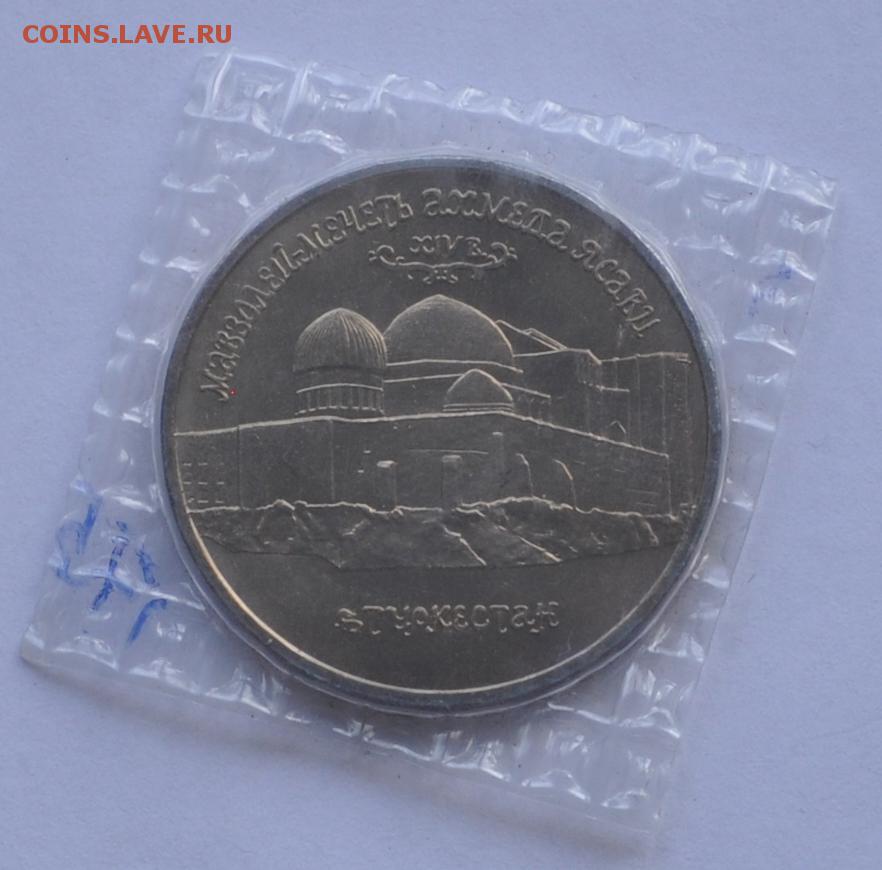 COINS.LAVE.RU
МАВЗОЛЕЙ-МЕЧЕТЬ АХМЕДА ЯСАВИ.
XIV В.
г. ТУРКЕСТАН